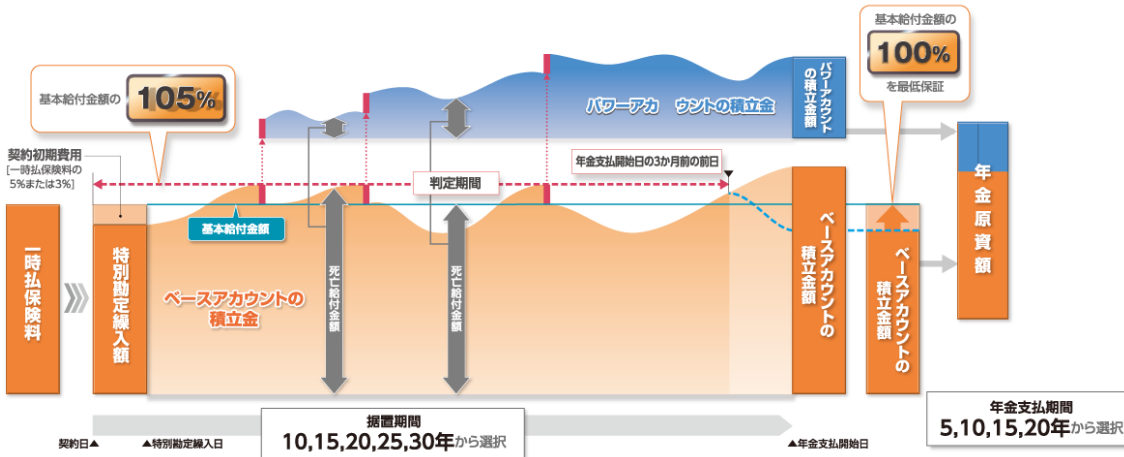 基本給付金額の
105%
基本給付金額の
100%
を最低保証
契約初期費用
[一時払保険料の
5%または3%]
パワーアカウントの積立金
パワーアカウント
の積立金額
年金支払開始日の3か月前の前日
判定期間
基本給付金額
一時払保険料
特別勘定繰入額
ベースアカウントの
積立金
死亡給付金額
死亡給付金額
ベースアカウントの
積立金額
ベースアカウントの
積立金額
年金原資額
据置期間
10,15,20,25,30年から選択
年金支払期間
5,10,15,20年から選択
契約日▲
▲特別勘定繰入日
▲年金支払開始日